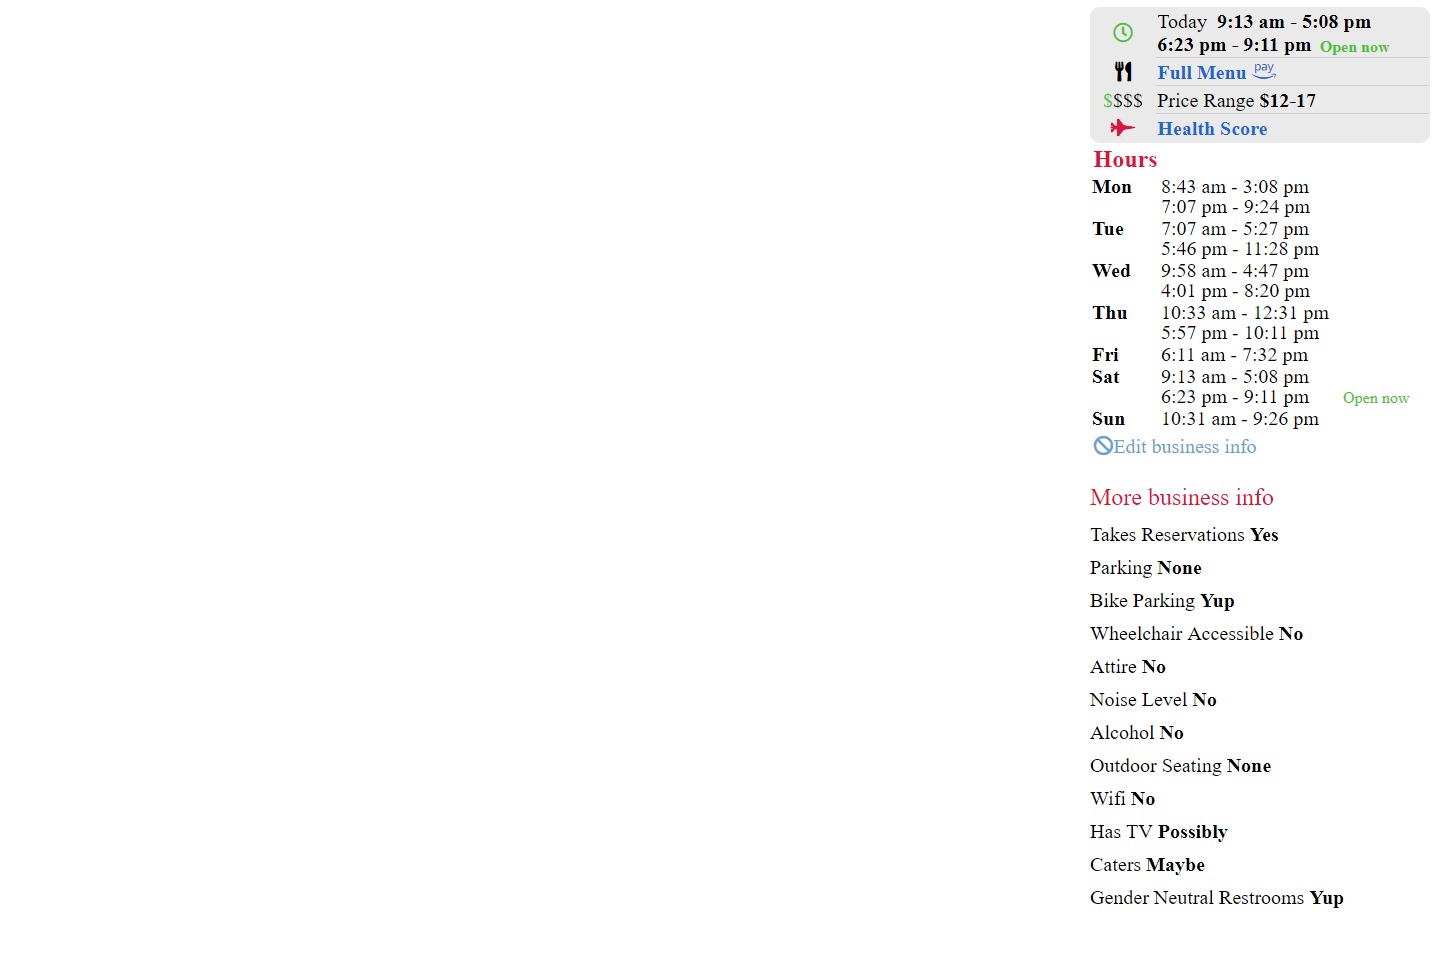 Today 9:13 am - 5:08 pm
6:23 pm - 9:11 pm Open now
Full Menu pay
$$$$ Price Range $12-17
Health Score
Hours
Mon 8:43 am - 3:08 pm
7:07 pm - 9:24 pm
Tue 7:07 am - 5:27 pm
5:46 pm - 11:28 pm
Wed 9:58 am - 4:47 pm
4:01 pm - 8:20 pm
Thu 10:33 am - 12:31 pm
5:57 pm - 10:11 pm
Fri 6:11 am - 7:32 pm
Sat 9:13 am - 5:08 pm
6:23 pm - 9:11 pm Open now
Sun 10:31 am - 9:26 pm
Edit business info
More business info
Takes Reservations Yes
Parking None
Bike Parking Yup
Wheelchair Accessible No
Attire No
Noise Level No
Alcohol No
Outdoor Seating None
Wifi No
Has TV Possibly
Caters Maybe
Gender Neutral Restrooms Yup